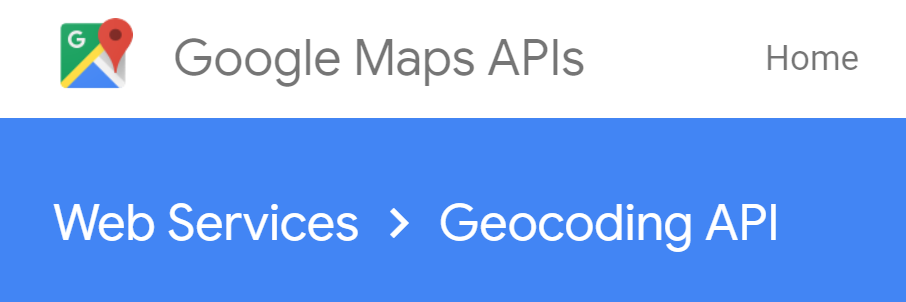 G
Google Maps APIs
Home
Web Services > Geocoding API